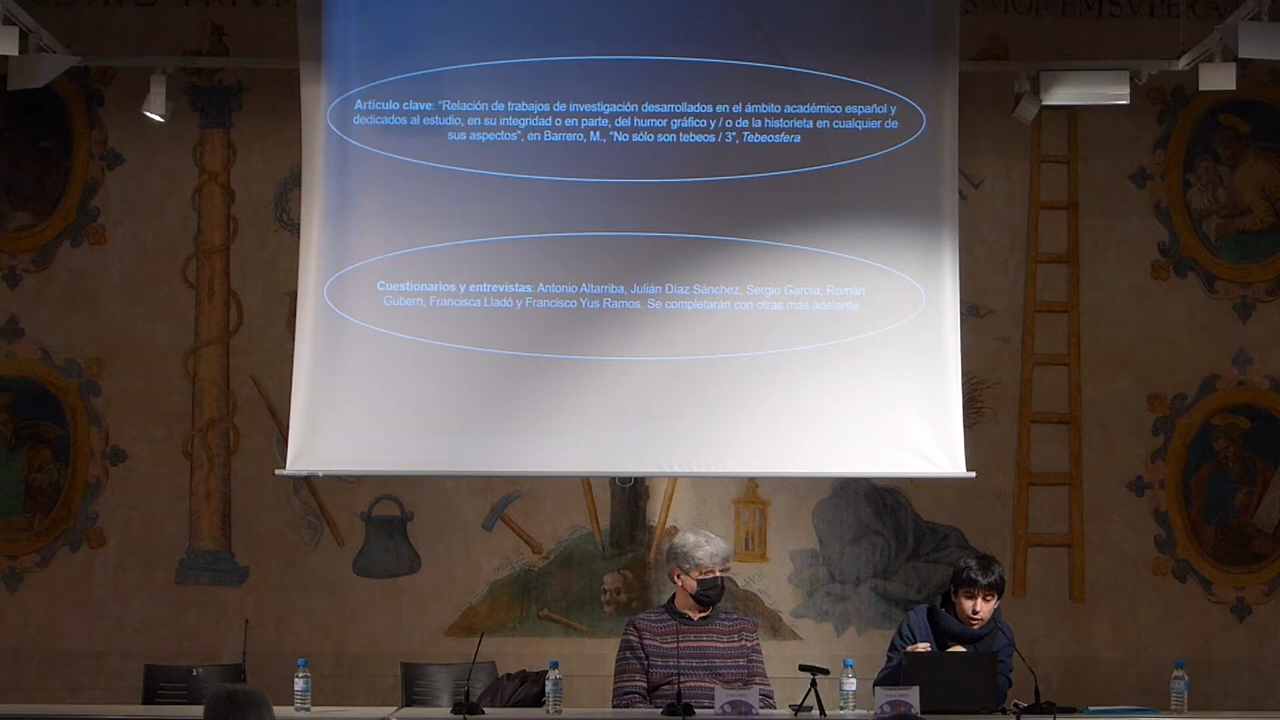 SMORTEMSVPERA
Artículo clave: "Relación de trabajos de investigación desarrollados en el ámbito académico español y
dedicados al estudio, en su integridad o en parte, del humor gráfico y / o de la historieta en cualquier de
sus aspectos", en Barrero, M., "No sólo son tebeos / 3", Tebeosfera
Cuestionarios y entrevistas: Antonio Altarriba, Julián Díaz Sánchez, Sergio García, Román
Gubern, Francisca Lladó y Francisco Yus Ramos. Se completarán con otras más adelante